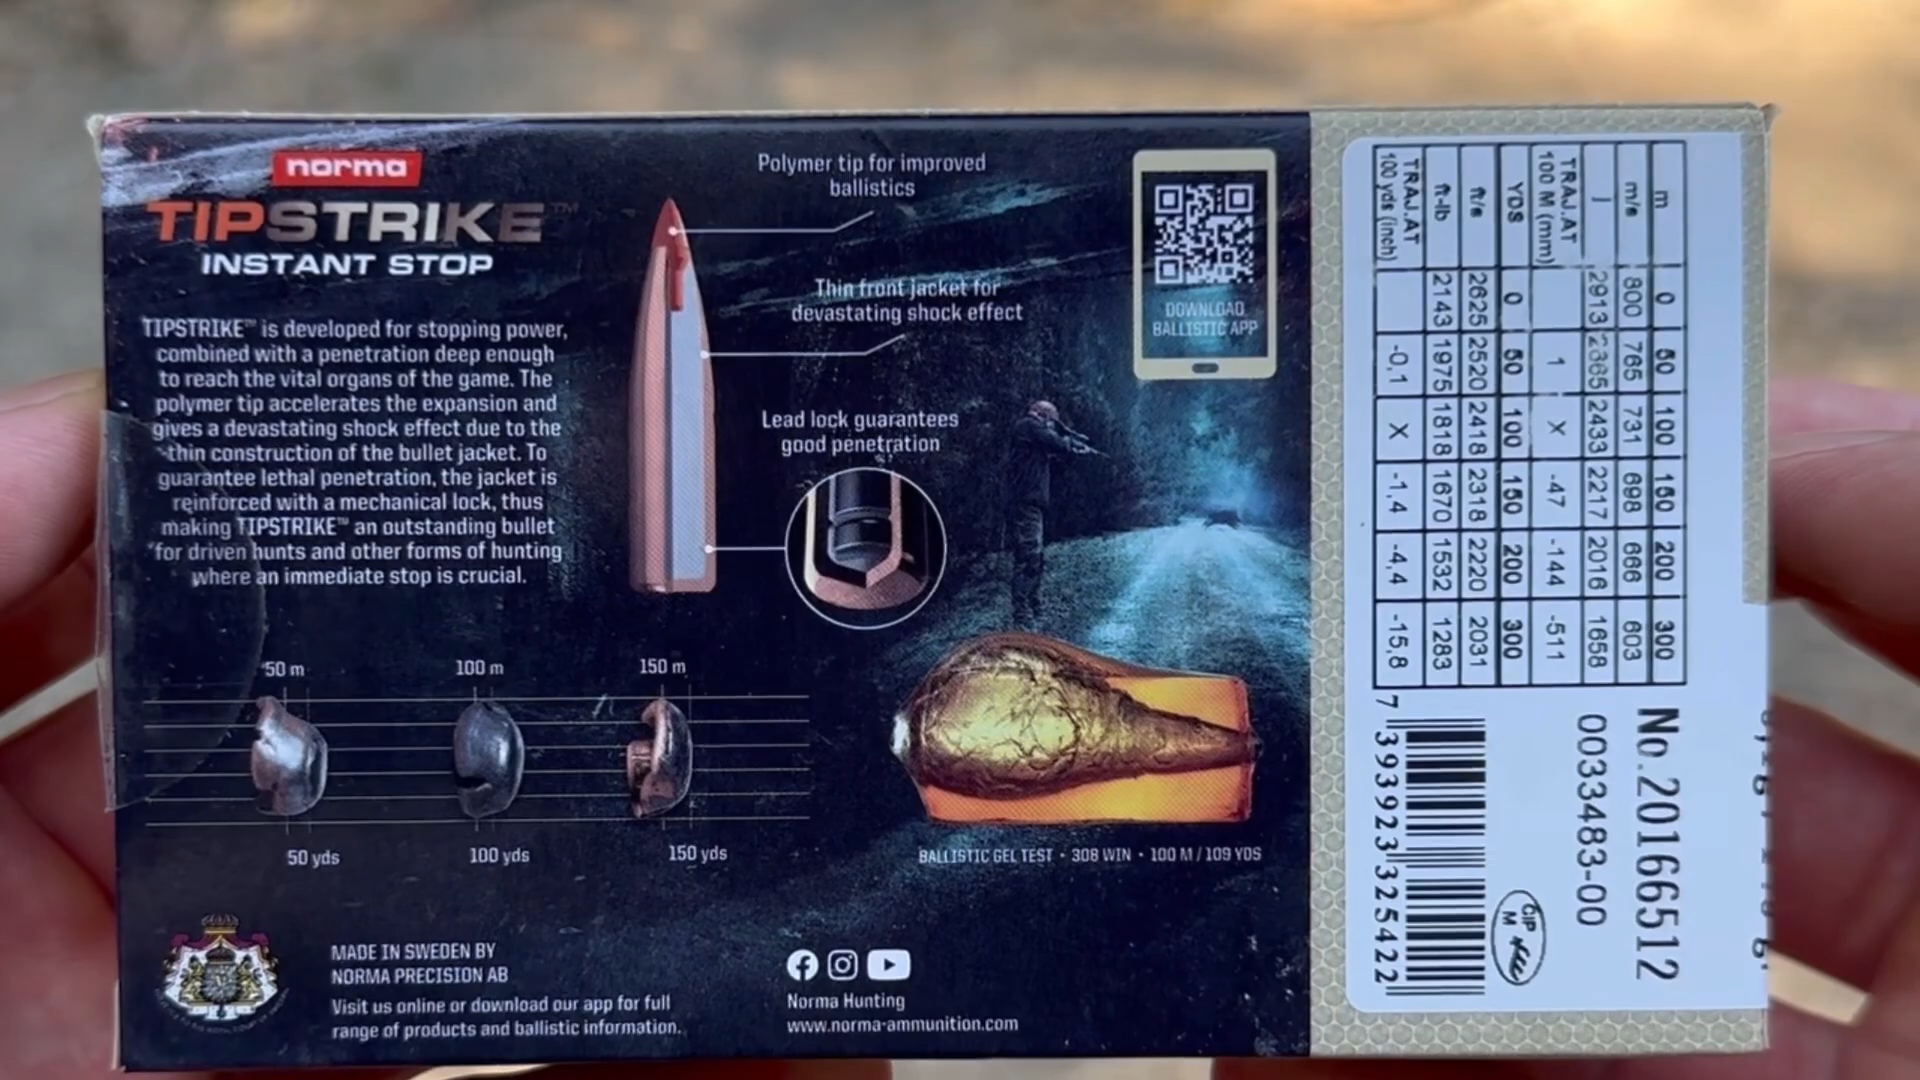 norma
TIPSTRIKE™
INSTANT STOP
TIPSTRIKE™ is developed for stopping power,
combined with a penetration deep enough
to reach the vital organs of the game. The
polymer tip accelerates the expansion and
gives a devastating shock effect due to the
thin construction of the bullet jacket. To
guarantee lethal penetration, the jacket is
reinforced with a mechanical lock, thus
making TIPSTRIKE™ an outstanding bullet
for driven hunts and other forms of hunting
where an immediate stop is crucial.
Polymer tip for improved
ballistics
Thin front jacket for
devastating shock effect
Lead lock guarantees
good penetration
DOWNLOAD
BALLISTIC APP
50 m 100 m 150 m
50 yds 100 yds 150 yds
BALLISTIC GEL TEST • 308 WIN • 100 M / 109 YDS
MADE IN SWEDEN BY
NORMA PRECISION AB
Visit us online or download our app for full
range of products and ballistic information.
Norma Hunting
www.norma-ammunition.com
m 0 50 100 150 200 300
m/s 800 765 731 698 666 603
J 2913 2365 2433 2217 2016 1658
TRAJ.AT
100 M (mm) 1 X -47 -144 -511
YDS 0 50 100 150 200 300
ft/s 2625 2520 2418 2318 2220 2031
ft-lb 2143 1975 1818 1670 1532 1283
TRAJ.AT
100 yds (inch) -0,1 X -1,4 -4,4 -15,8
No.20166512
00334483-00
CIP
M
7 393923 325422